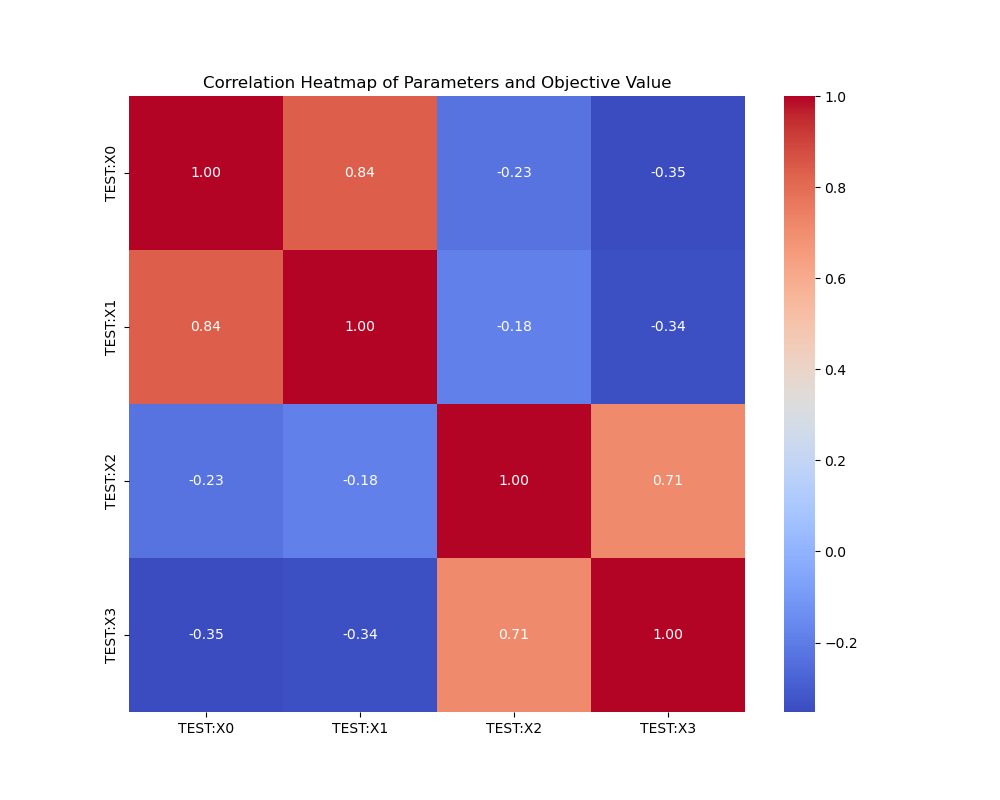 Correlation Heatmap of Parameters and Objective Value
TEST:X0
1.00
0.84
-0.23
-0.35
TEST:X1
0.84
1.00
-0.18
-0.34
TEST:X2
-0.23
-0.18
1.00
0.71
TEST:X3
-0.35
-0.34
0.71
1.00
TEST:X0
TEST:X1
TEST:X2
TEST:X3
1.0
0.8
0.6
0.4
0.2
0.0
−0.2